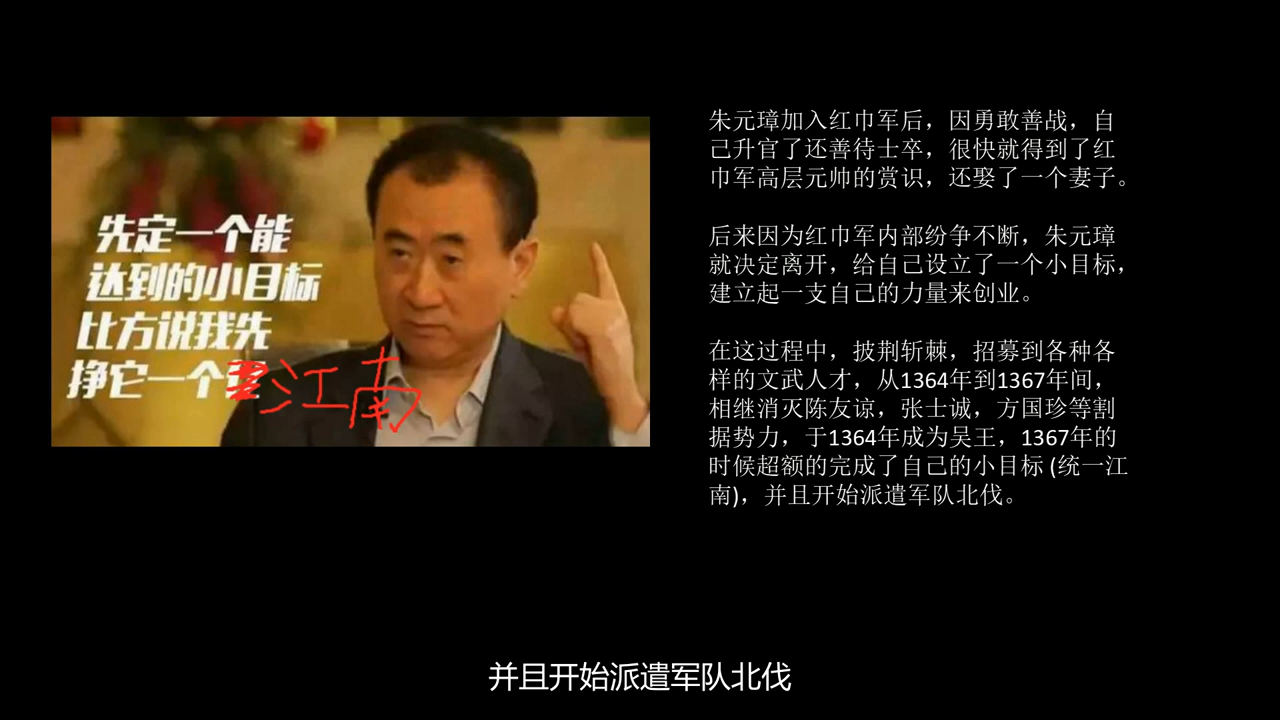 先定一个能
达到的小目标
比方说我先
挣它一个
江南
朱元璋加入红巾军后，因勇敢善战，自
己升官了还善待士卒，很快就得到了红
巾军高层元帅的赏识，还娶了一个妻子。
后来因为红巾军内部纷争不断，朱元璋
就决定离开，给自己设立了一个小目标，
建立起一支自己的力量来创业。
在这过程中，披荆斩棘，招募到各种各
样的文武人才，从1364年到1367年间，
相继消灭陈友谅，张士诚，方国珍等割
据势力，于1364年成为吴王，1367年的
时候超额的完成了自己的小目标 (统一江
南)，并且开始派遣军队北伐。
并且开始派遣军队北伐